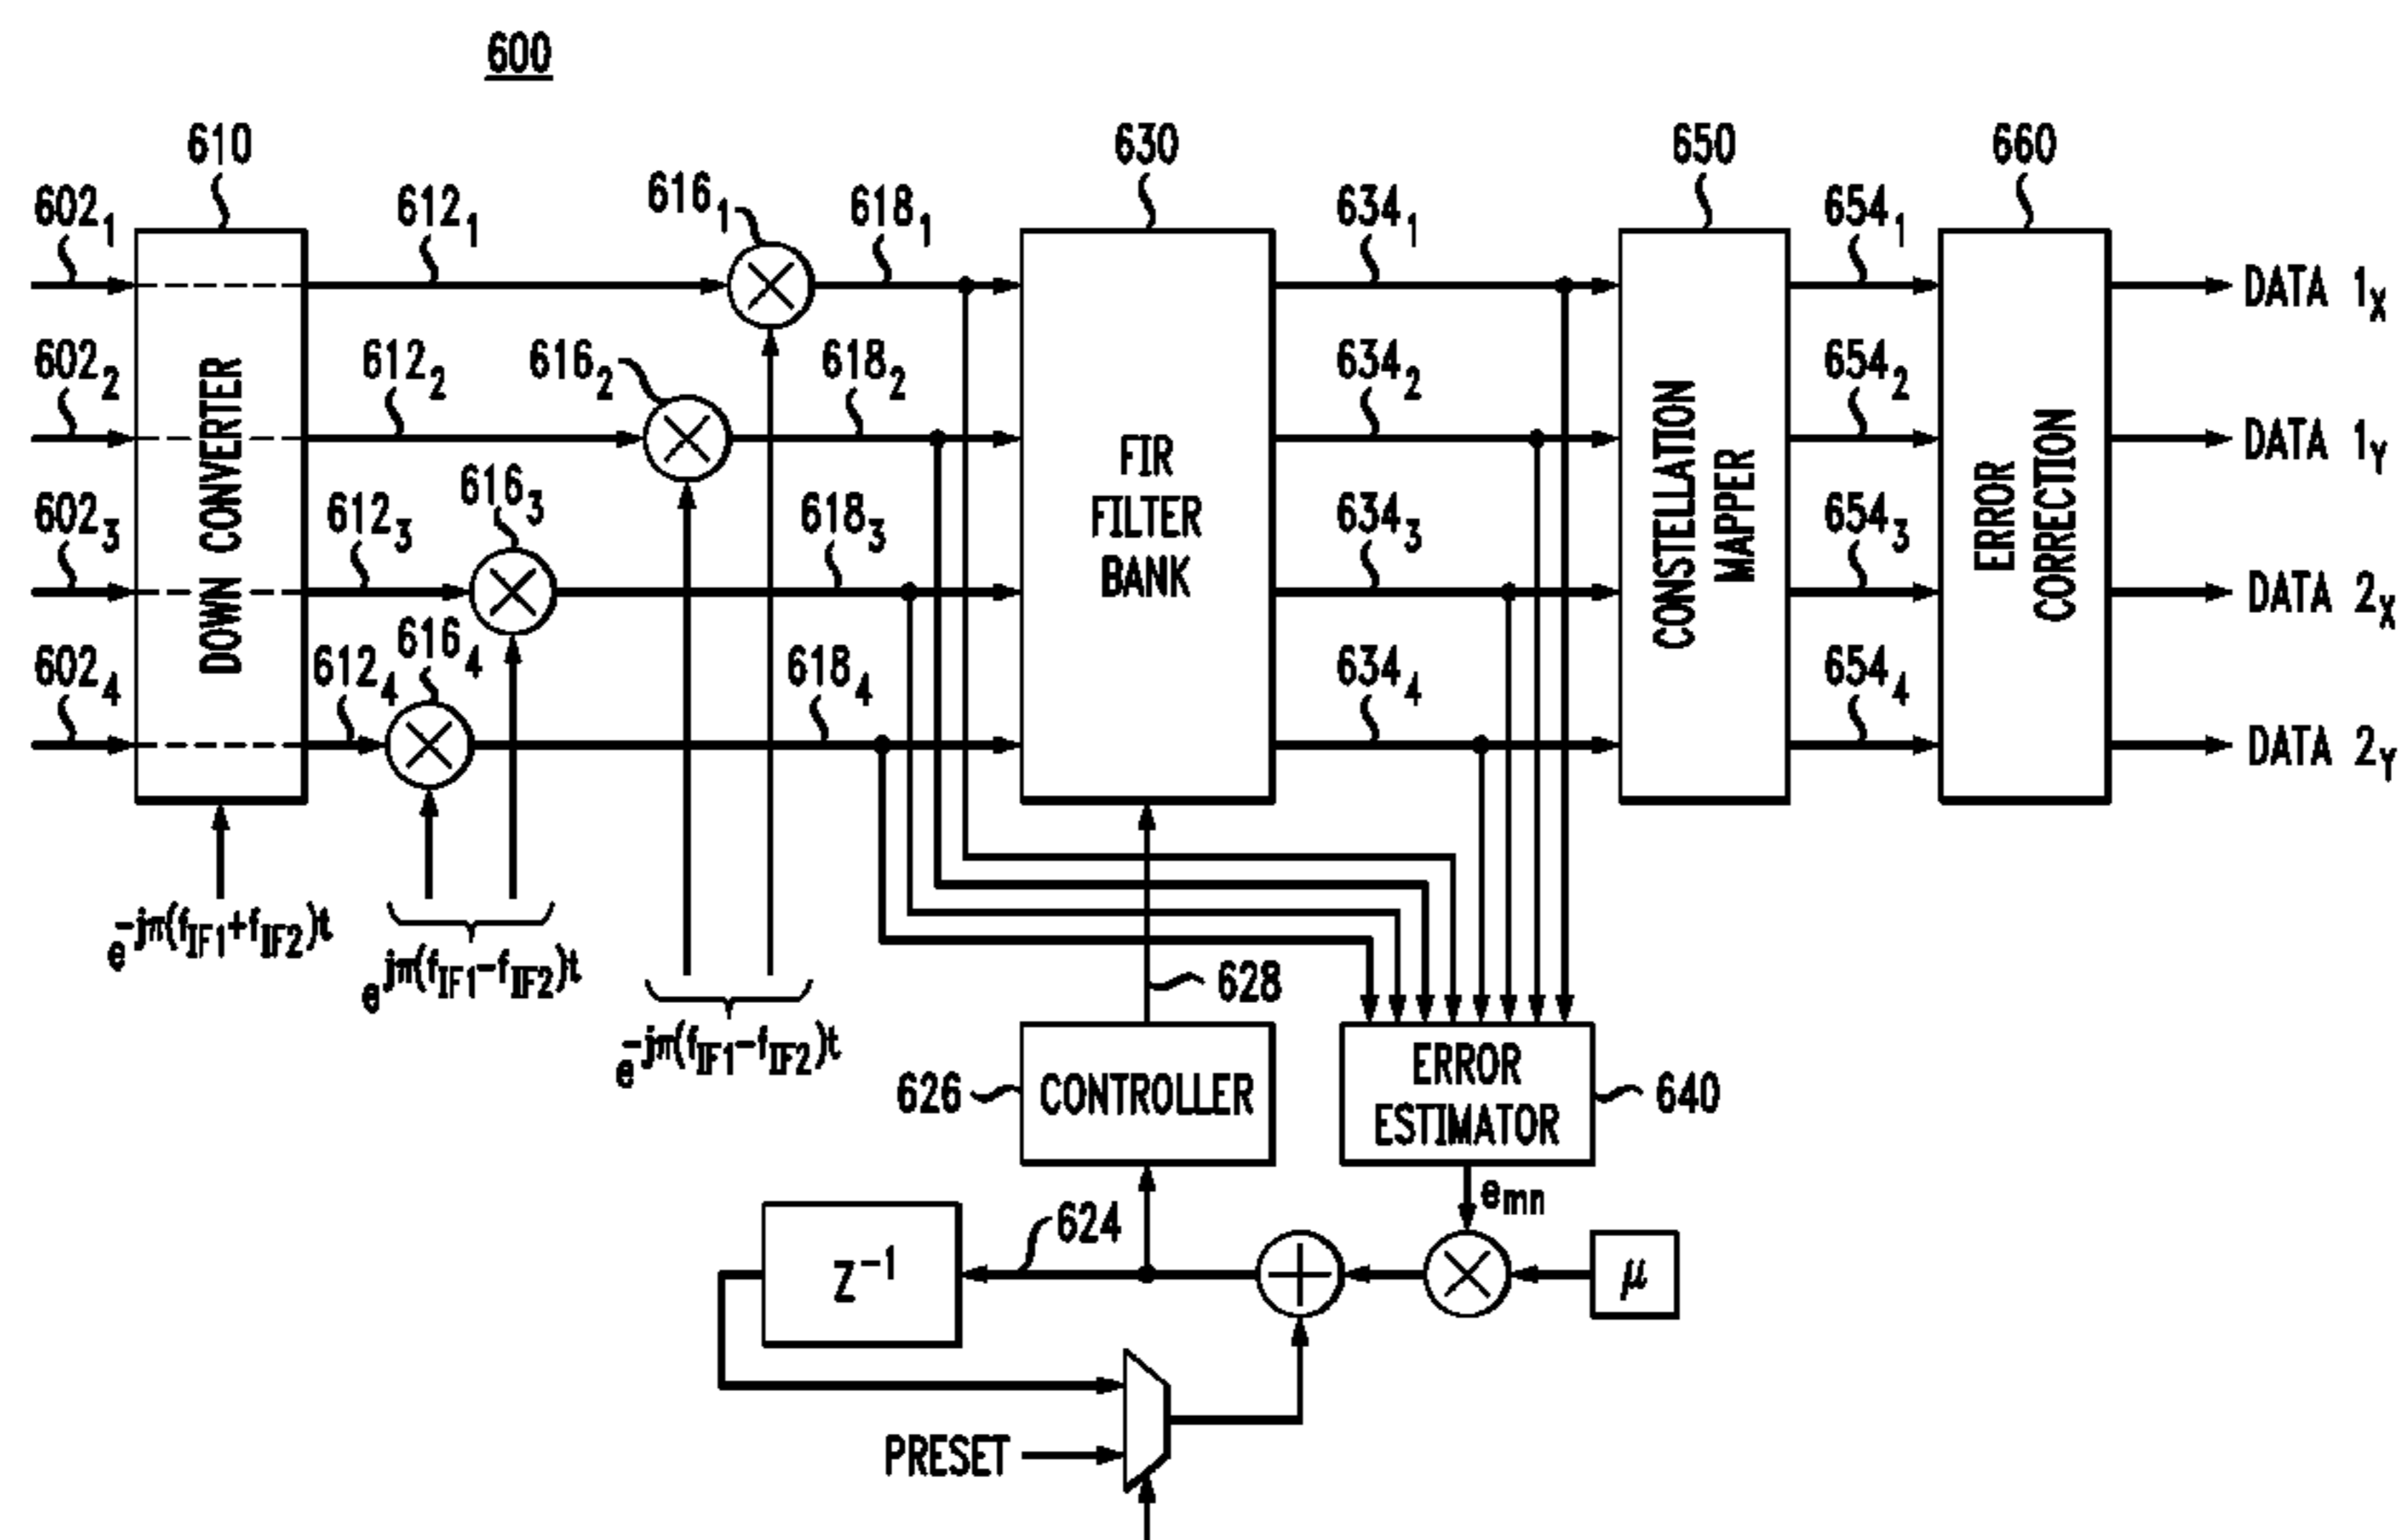 600
610 630 650 660
602₁ 612₁ 616₁ 618₁ 634₁ 654₁
DATA 1X
602₂ 612₂ 616₂ 618₂ 634₂ 654₂
DATA 1Y
602₃ 612₃ 616₃ 618₃ 634₃ 654₃
DATA 2X
602₄ 612₄ 616₄ 618₄ 634₄ 654₄
DATA 2Y
DOWN CONVERTER
FIR
FILTER
BANK
CONSTELLATION
MAPPER
ERROR
CORRECTION
e^-jπ(fIF1+fIF2)t
e^jπ(fIF1-fIF2)t
e^-jπ(fIF1-fIF2)t
628
626
CONTROLLER
ERROR
ESTIMATOR
640
emn
624
Z⁻¹
μ
PRESET